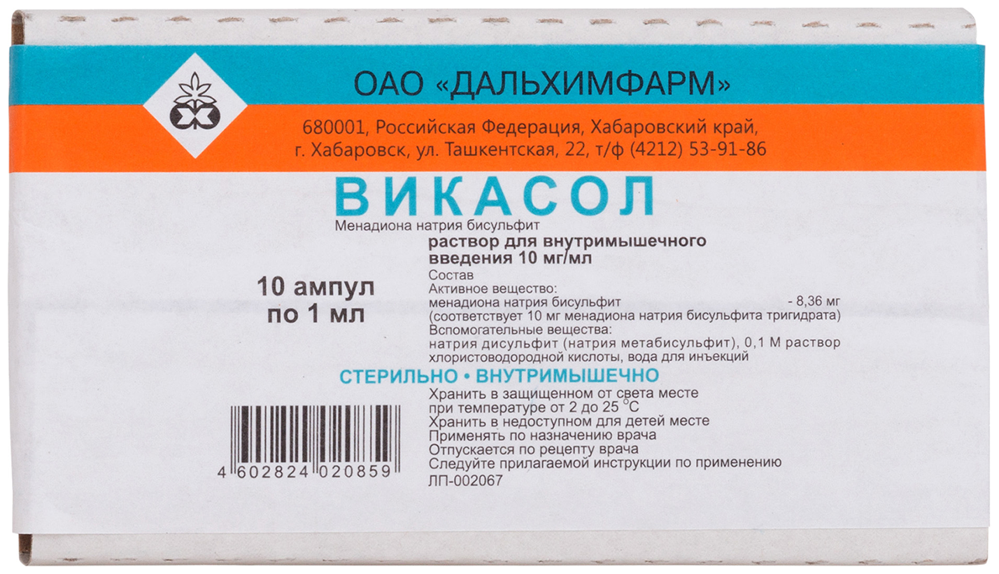 ОАО «ДАЛЬХИМФАРМ»
680001, Российская Федерация, Хабаровский край,
г. Хабаровск, ул. Ташкентская, 22, т/ф (4212) 53-91-86
ВИКАСОЛ
Менадиона натрия бисульфит
раствор для внутримышечного
введения 10 мг/мл
10 ампул
по 1 мл
Состав
Активное вещество:
менадиона натрия бисульфит - 8,36 мг
(соответствует 10 мг менадиона натрия бисульфита тригидрата)
Вспомогательные вещества:
натрия дисульфит (натрия метабисульфит), 0,1 М раствор
хлористоводородной кислоты, вода для инъекций
СТЕРИЛЬНО • ВНУТРИМЫШЕЧНО
Хранить в защищенном от света месте
при температуре от 2 до 25 °С
Хранить в недоступном для детей месте
Применять по назначению врача
Отпускается по рецепту врача
Следуйте прилагаемой инструкции по применению
ЛП-002067
4 602824 020859